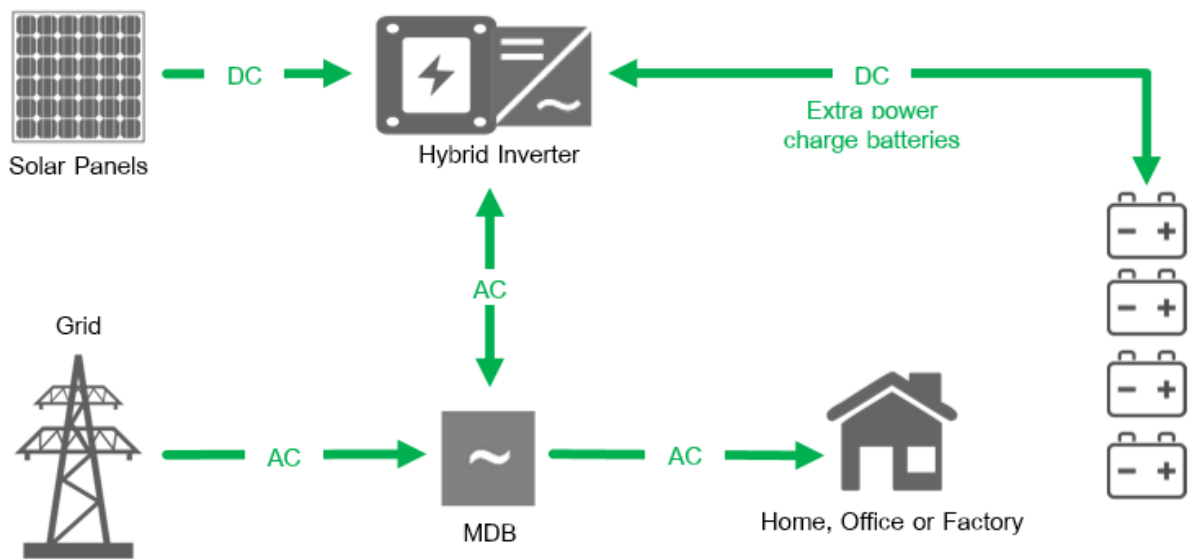 DC
DC
Extra power
charge batteries
Solar Panels
Hybrid Inverter
AC
Grid
AC
AC
MDB
Home, Office or Factory